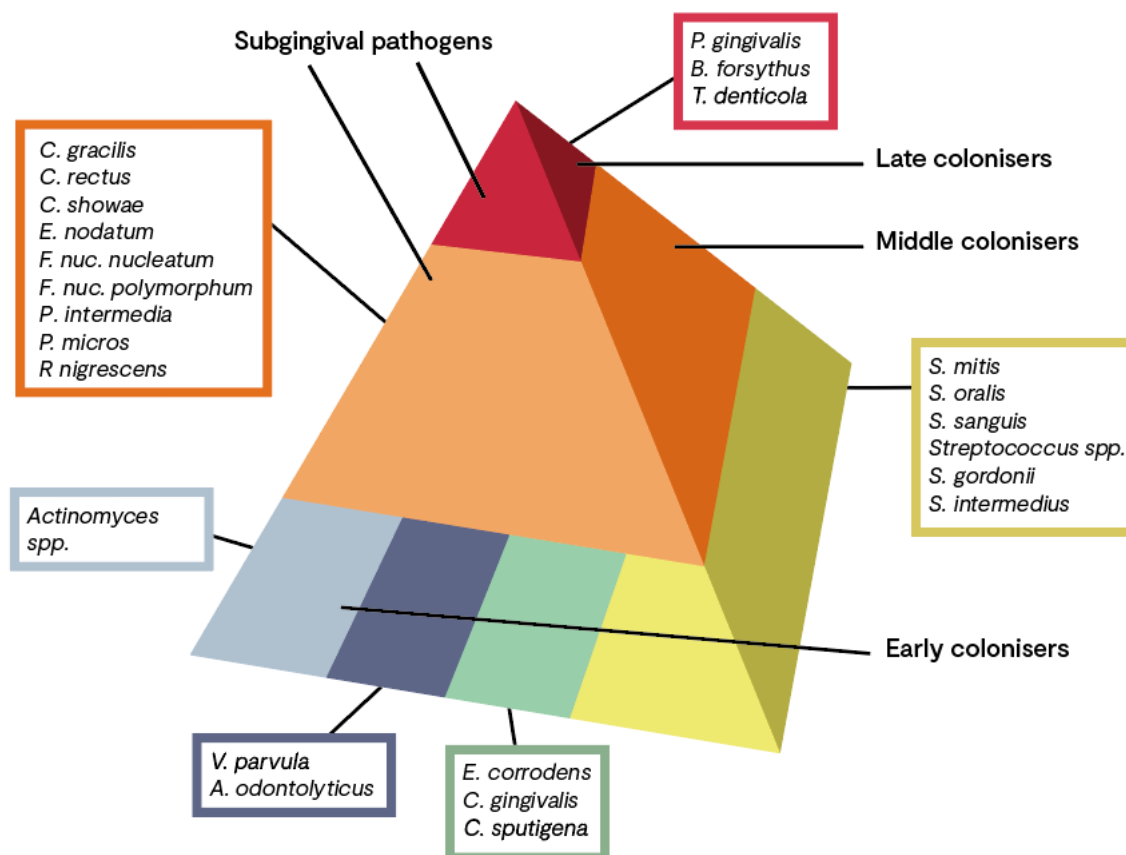 Subgingival pathogens
P. gingivalis
B. forsythus
T. denticola
Late colonisers
Middle colonisers
C. gracilis
C. rectus
C. showae
E. nodatum
F. nuc. nucleatum
F. nuc. polymorphum
P. intermedia
P. micros
R nigrescens
S. mitis
S. oralis
S. sanguis
Streptococcus spp.
S. gordonii
S. intermedius
Actinomyces
spp.
Early colonisers
V. parvula
A. odontolyticus
E. corrodens
C. gingivalis
C. sputigena